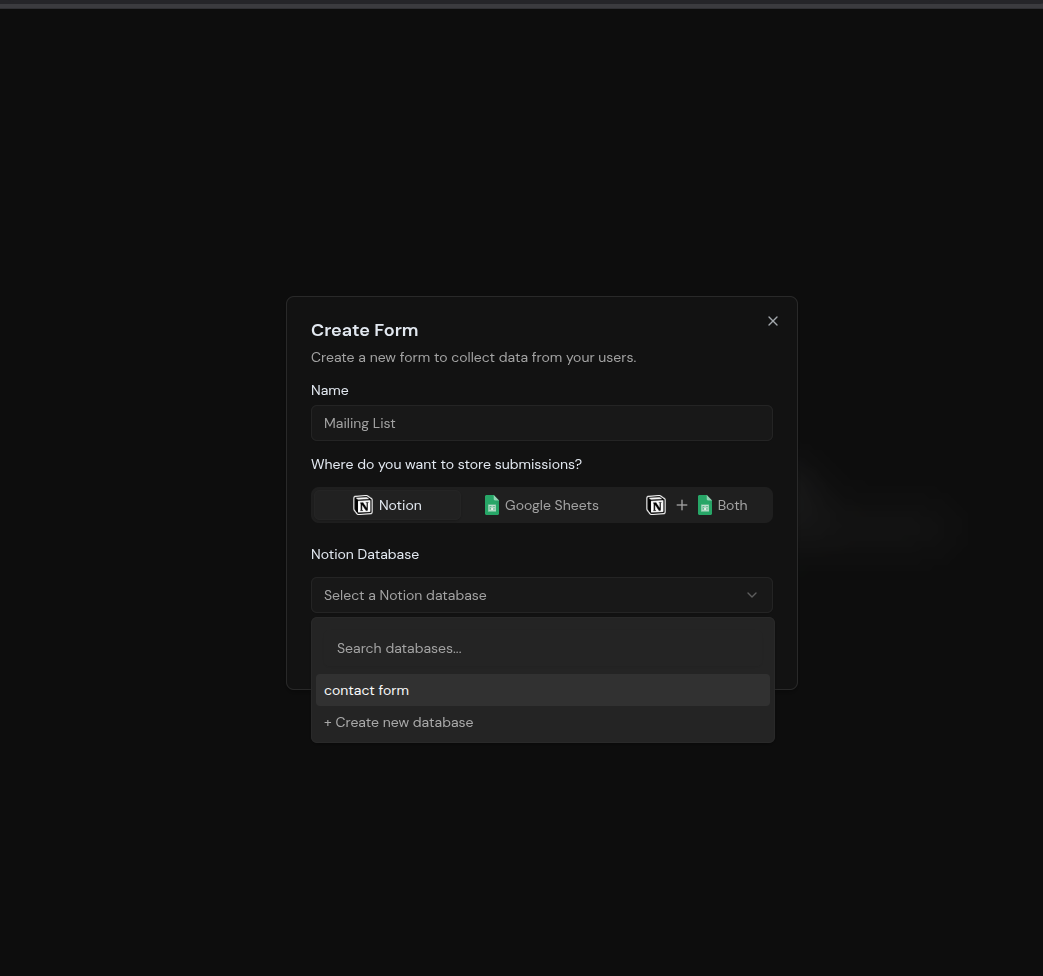 Create Form
Create a new form to collect data from your users.
Name
Mailing List
Where do you want to store submissions?
Notion Google Sheets + Both
Notion Database
Select a Notion database
Search databases...
contact form
+ Create new database